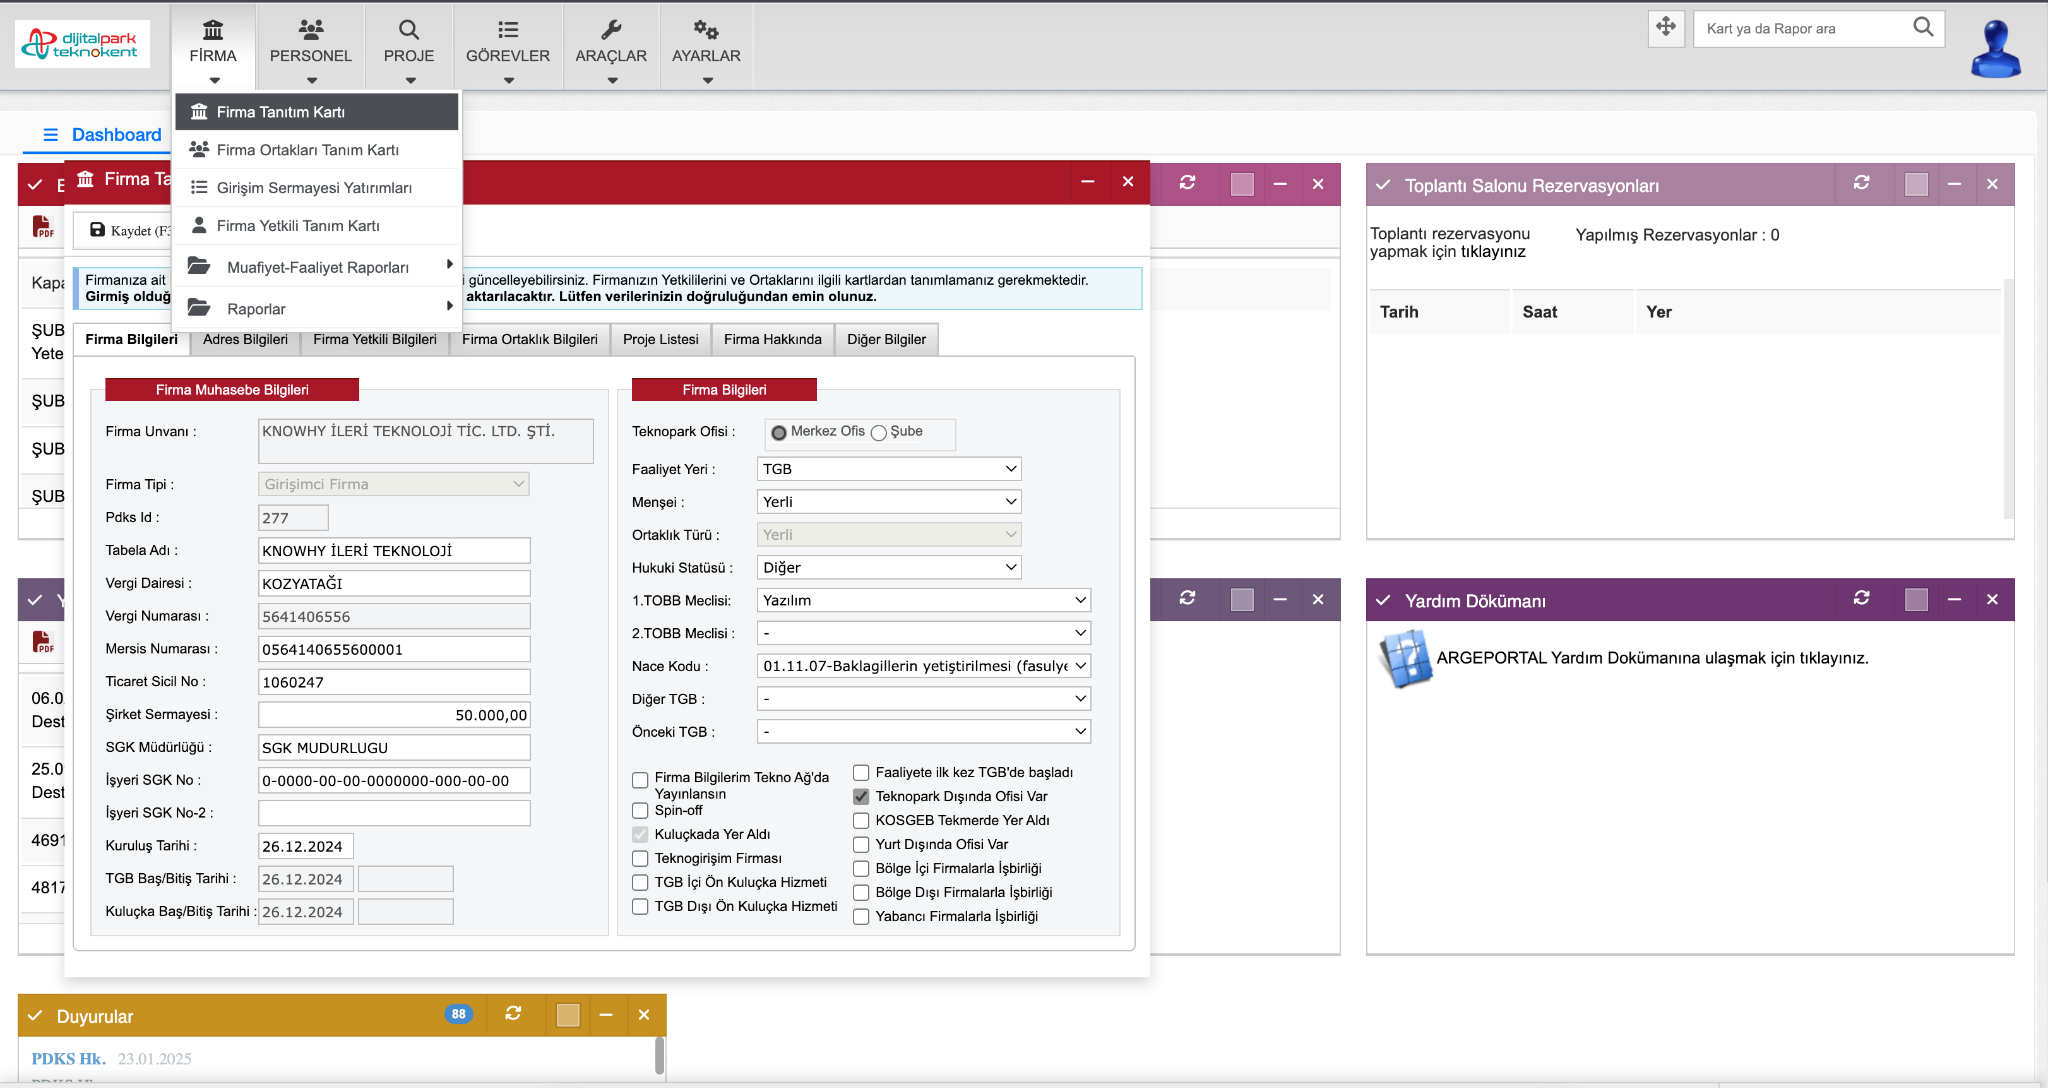 dijitalpark
teknokent
FİRMA
PERSONEL
PROJE
GÖREVLER
ARAÇLAR
AYARLAR
Kart ya da Rapor ara
Firma Tanıtım Kartı
Firma Ortakları Tanım Kartı
Girişim Sermayesi Yatırımları
Firma Yetkili Tanım Kartı
Muafiyet-Faaliyet Raporları
Raporlar
Dashboard
Firma Ta
Kaydet (F
Firmanıza ait
güncelleyebilirsiniz. Firmanızın Yetkililerini ve Ortaklarını ilgili kartlardan tanımlamanız gerekmektedir.
Girmiş olduğ
aktarılacaktır. Lütfen verilerinizin doğruluğundan emin olunuz.
Firma Bilgileri
Adres Bilgileri
Firma Yetkili Bilgileri
Firma Ortaklık Bilgileri
Proje Listesi
Firma Hakkında
Diğer Bilgiler
Firma Muhasebe Bilgileri
Firma Unvanı :
KNOWHY İLERİ TEKNOLOJİ TİC. LTD. ŞTİ.
Firma Tipi :
Girişimci Firma
Pdks Id :
277
Tabela Adı :
KNOWHY İLERİ TEKNOLOJİ
Vergi Dairesi :
KOZYATAĞI
Vergi Numarası :
5641406556
Mersis Numarası :
0564140655600001
Ticaret Sicil No :
1060247
Şirket Sermayesi :
50.000,00
SGK Müdürlüğü :
SGK MUDURLUGU
İşyeri SGK No :
0-0000-00-00-0000000-000-00-00
İşyeri SGK No-2 :
Kuruluş Tarihi :
26.12.2024
TGB Baş/Bitiş Tarihi :
26.12.2024
Kuluçka Baş/Bitiş Tarihi :
26.12.2024
Firma Bilgileri
Teknopark Ofisi :
Merkez Ofis
Şube
Faaliyet Yeri :
TGB
Menşei :
Yerli
Ortaklık Türü :
Yerli
Hukuki Statüsü :
Diğer
1.TOBB Meclisi:
Yazılım
2.TOBB Meclisi :
-
Nace Kodu :
01.11.07-Baklagillerin yetiştirilmesi (fasulye
Diğer TGB :
-
Önceki TGB :
-
Firma Bilgilerim Tekno Ağ'da
Yayınlansın
Spin-off
Kuluçkada Yer Aldı
Teknogirişim Firması
TGB İçi Ön Kuluçka Hizmeti
TGB Dışı Ön Kuluçka Hizmeti
Faaliyete ilk kez TGB'de başladı
Teknopark Dışında Ofisi Var
KOSGEB Tekmerde Yer Aldı
Yurt Dışında Ofisi Var
Bölge İçi Firmalarla İşbirliği
Bölge Dışı Firmalarla İşbirliği
Yabancı Firmalarla İşbirliği
PDF
Kapa
ŞUB
Yete
ŞUB
ŞUB
ŞUB
Y
PDF
06.0
Dest
25.0
Dest
4691
4817
Toplantı Salonu Rezervasyonları
Toplantı rezervasyonu
yapmak için tıklayınız
Yapılmış Rezervasyonlar : 0
Tarih
Saat
Yer
Yardım Dökümanı
ARGEPORTAL Yardım Dokümanına ulaşmak için tıklayınız.
Duyurular
88
PDKS Hk.
23.01.2025